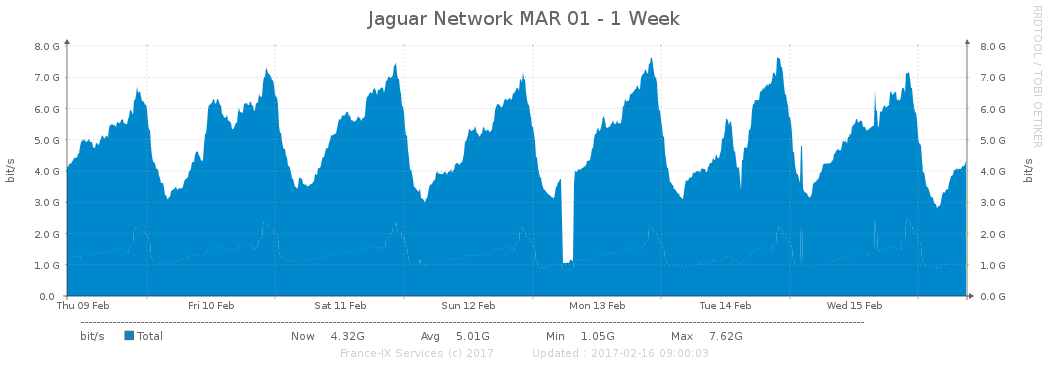 Jaguar Network MAR 01 - 1 Week
RRDTOOL / TOBI OETIKER
8.0 G 8.0 G
7.0 G 7.0 G
6.0 G 6.0 G
5.0 G 5.0 G
4.0 G 4.0 G
3.0 G 3.0 G
2.0 G 2.0 G
1.0 G 1.0 G
0.0 0.0 G
bit/s bit/s
Thu 09 Feb Fri 10 Feb Sat 11 Feb Sun 12 Feb Mon 13 Feb Tue 14 Feb Wed 15 Feb
bit/s Total Now 4.32G Avg 5.01G Min 1.05G Max 7.62G
France-IX Services (c) 2017 Updated : 2017-02-16 09:00:03